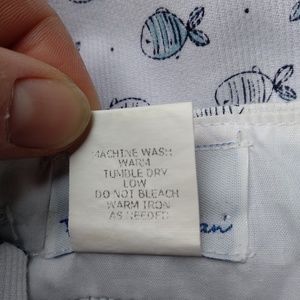 MACHINE WASH
WARM
TUMBLE DRY
LOW
DO NOT BLEACH
WARM IRON
AS NEEDED